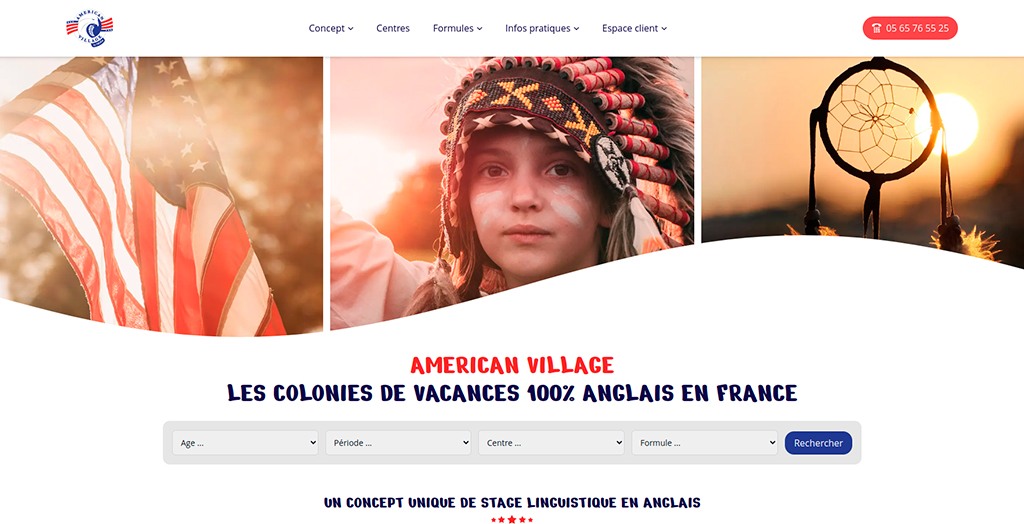 AMERICAN
VILLAGE
Concept
Centres
Formules
Infos pratiques
Espace client
05 65 76 55 25
AMERICAN VILLAGE
LES COLONIES DE VACANCES 100% ANGLAIS EN FRANCE
Age ...
Période ...
Centre ...
Formule ...
Rechercher
UN CONCEPT UNIQUE DE STAGE LINGUISTIQUE EN ANGLAIS